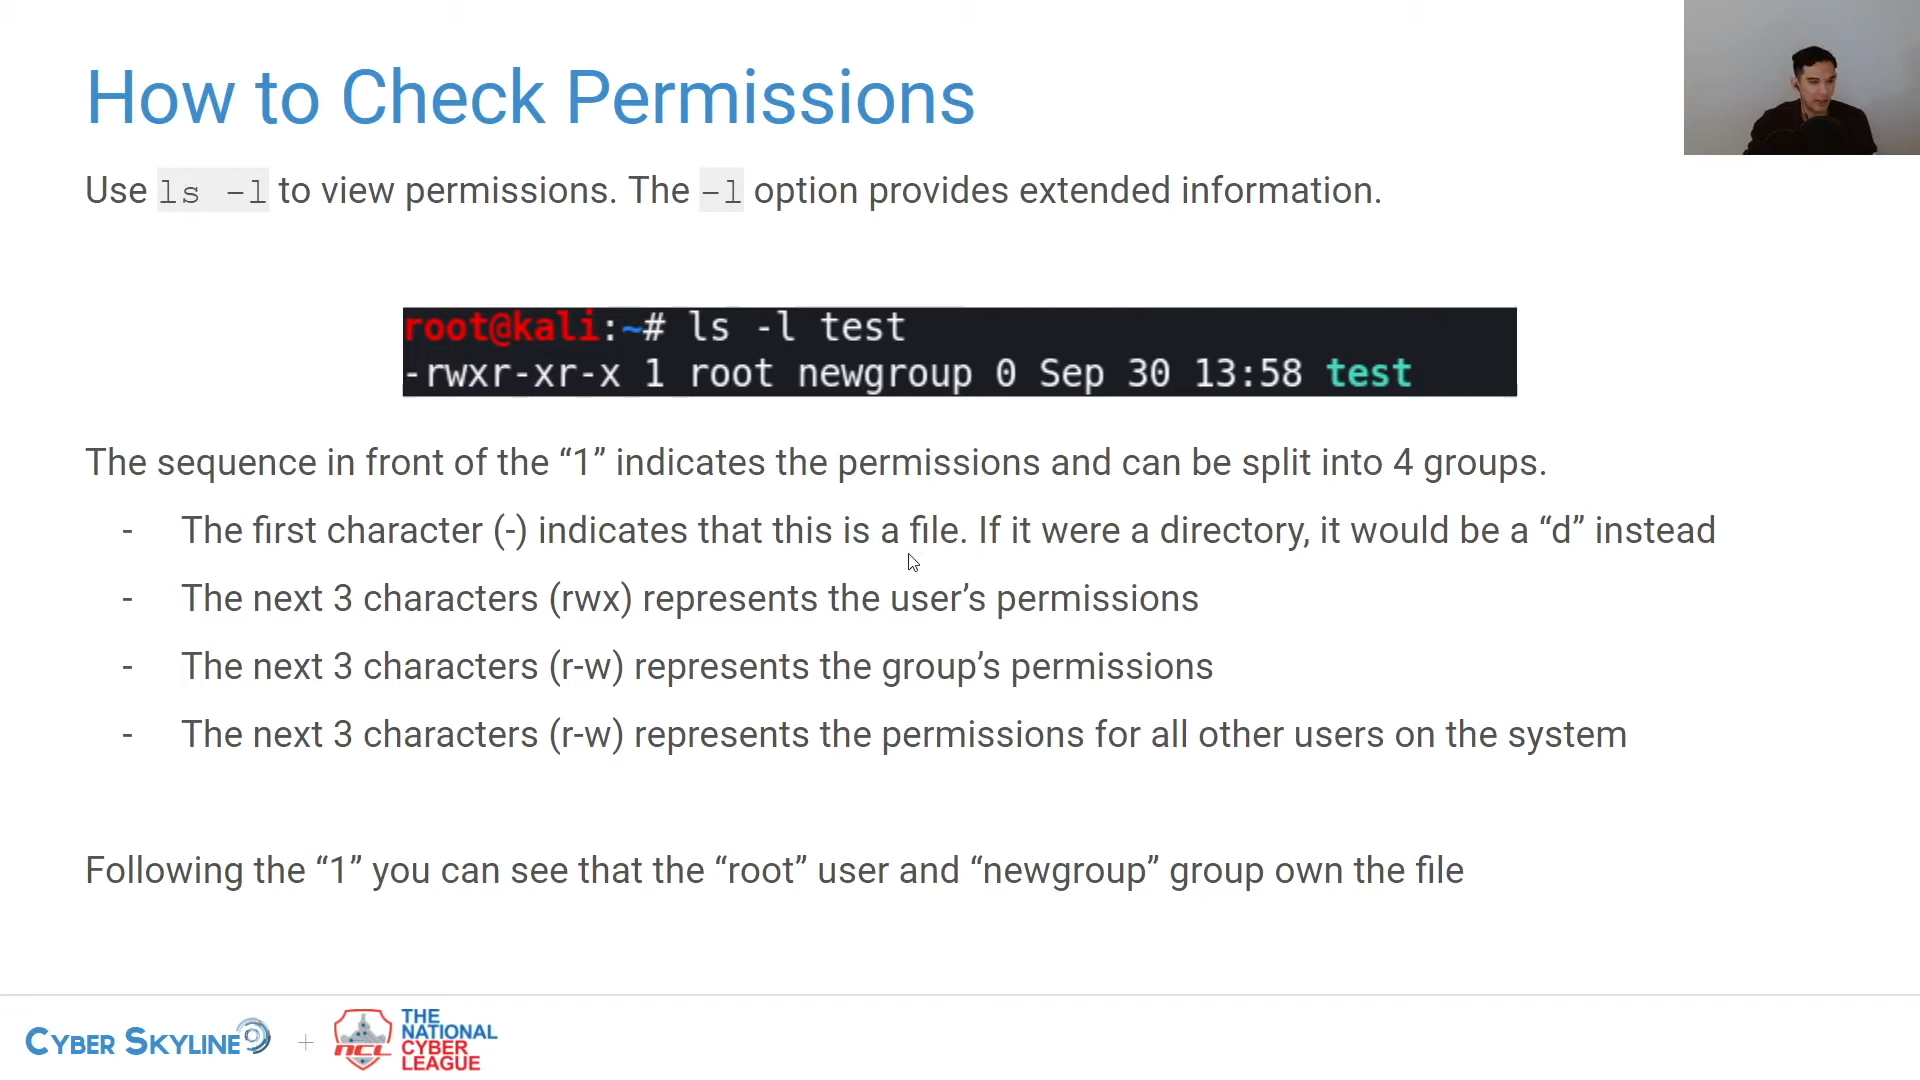 How to Check Permissions
Use ls -l to view permissions. The -l option provides extended information.
root@kali:~# ls -l test
-rwxr-xr-x 1 root newgroup 0 Sep 30 13:58 test
The sequence in front of the “1” indicates the permissions and can be split into 4 groups.
- The first character (-) indicates that this is a file. If it were a directory, it would be a “d” instead
- The next 3 characters (rwx) represents the user’s permissions
- The next 3 characters (r-w) represents the group’s permissions
- The next 3 characters (r-w) represents the permissions for all other users on the system
Following the “1” you can see that the “root” user and “newgroup” group own the file
CYBER SKYLINE
+
NCL
THE
NATIONAL
CYBER
LEAGUE